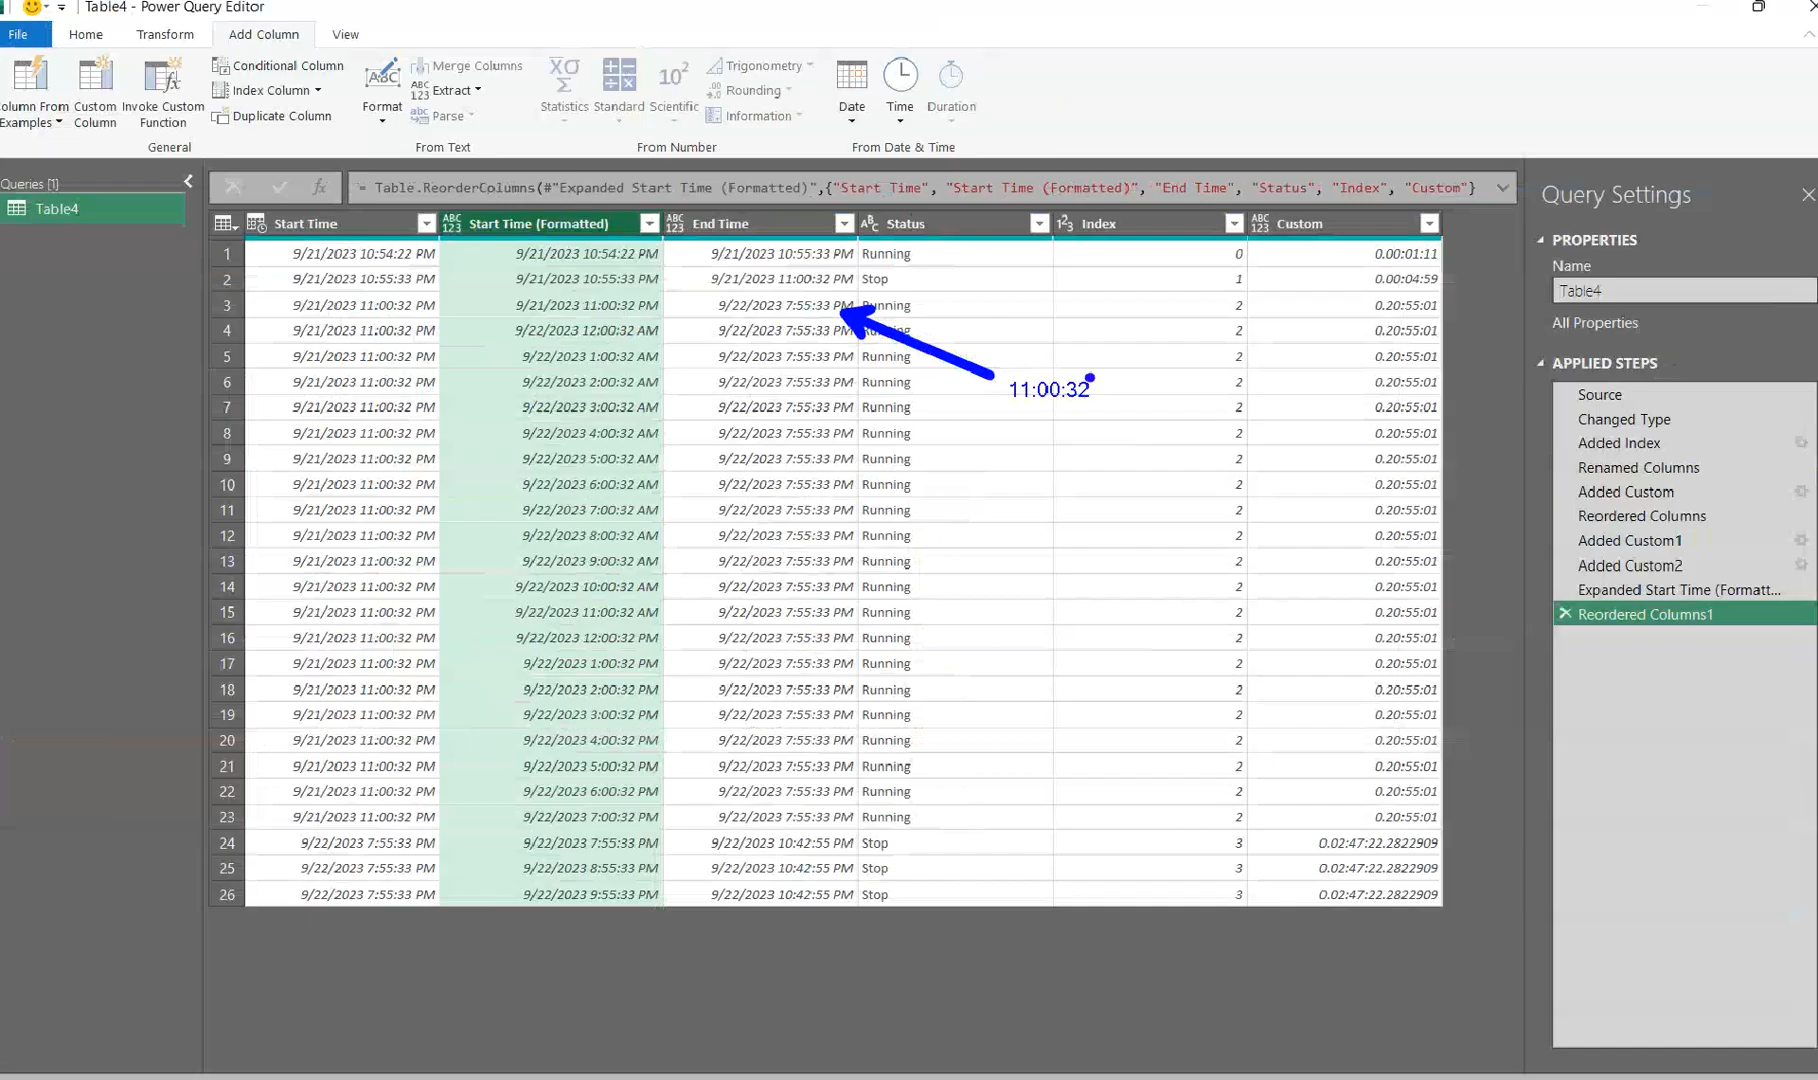 Table4 - Power Query Editor
File Home Transform Add Column View
Column From Examples
Custom Column
Invoke Custom Function
Conditional Column
Index Column
Duplicate Column
General
Format
Merge Columns
Extract
Parse
From Text
Statistics
Standard
Scientific
Trigonometry
Rounding
Information
From Number
Date
Time
Duration
From Date & Time
Queries [1]
Table4
= Table.ReorderColumns(#"Expanded Start Time (Formatted)",{"Start Time", "Start Time (Formatted)", "End Time", "Status", "Index", "Custom"}
Start Time Start Time (Formatted) End Time Status Index Custom
1 9/21/2023 10:54:22 PM 9/21/2023 10:54:22 PM 9/21/2023 10:55:33 PM Running 0 0.00:01:11
2 9/21/2023 10:55:33 PM 9/21/2023 10:55:33 PM 9/21/2023 11:00:32 PM Stop 1 0.00:04:59
3 9/21/2023 11:00:32 PM 9/21/2023 11:00:32 PM 9/22/2023 7:55:33 PM Running 2 0.20:55:01
4 9/21/2023 11:00:32 PM 9/22/2023 12:00:32 AM 9/22/2023 7:55:33 PM Running 2 0.20:55:01
5 9/21/2023 11:00:32 PM 9/22/2023 1:00:32 AM 9/22/2023 7:55:33 PM Running 2 0.20:55:01
6 9/21/2023 11:00:32 PM 9/22/2023 2:00:32 AM 9/22/2023 7:55:33 PM Running 2 0.20:55:01
7 9/21/2023 11:00:32 PM 9/22/2023 3:00:32 AM 9/22/2023 7:55:33 PM Running 2 0.20:55:01
8 9/21/2023 11:00:32 PM 9/22/2023 4:00:32 AM 9/22/2023 7:55:33 PM Running 2 0.20:55:01
9 9/21/2023 11:00:32 PM 9/22/2023 5:00:32 AM 9/22/2023 7:55:33 PM Running 2 0.20:55:01
10 9/21/2023 11:00:32 PM 9/22/2023 6:00:32 AM 9/22/2023 7:55:33 PM Running 2 0.20:55:01
11 9/21/2023 11:00:32 PM 9/22/2023 7:00:32 AM 9/22/2023 7:55:33 PM Running 2 0.20:55:01
12 9/21/2023 11:00:32 PM 9/22/2023 8:00:32 AM 9/22/2023 7:55:33 PM Running 2 0.20:55:01
13 9/21/2023 11:00:32 PM 9/22/2023 9:00:32 AM 9/22/2023 7:55:33 PM Running 2 0.20:55:01
14 9/21/2023 11:00:32 PM 9/22/2023 10:00:32 AM 9/22/2023 7:55:33 PM Running 2 0.20:55:01
15 9/21/2023 11:00:32 PM 9/22/2023 11:00:32 AM 9/22/2023 7:55:33 PM Running 2 0.20:55:01
16 9/21/2023 11:00:32 PM 9/22/2023 12:00:32 PM 9/22/2023 7:55:33 PM Running 2 0.20:55:01
17 9/21/2023 11:00:32 PM 9/22/2023 1:00:32 PM 9/22/2023 7:55:33 PM Running 2 0.20:55:01
18 9/21/2023 11:00:32 PM 9/22/2023 2:00:32 PM 9/22/2023 7:55:33 PM Running 2 0.20:55:01
19 9/21/2023 11:00:32 PM 9/22/2023 3:00:32 PM 9/22/2023 7:55:33 PM Running 2 0.20:55:01
20 9/21/2023 11:00:32 PM 9/22/2023 4:00:32 PM 9/22/2023 7:55:33 PM Running 2 0.20:55:01
21 9/21/2023 11:00:32 PM 9/22/2023 5:00:32 PM 9/22/2023 7:55:33 PM Running 2 0.20:55:01
22 9/21/2023 11:00:32 PM 9/22/2023 6:00:32 PM 9/22/2023 7:55:33 PM Running 2 0.20:55:01
23 9/21/2023 11:00:32 PM 9/22/2023 7:00:32 PM 9/22/2023 7:55:33 PM Running 2 0.20:55:01
24 9/22/2023 7:55:33 PM 9/22/2023 7:55:33 PM 9/22/2023 10:42:55 PM Stop 3 0.02:47:22.2822909
25 9/22/2023 7:55:33 PM 9/22/2023 8:55:33 PM 9/22/2023 10:42:55 PM Stop 3 0.02:47:22.2822909
26 9/22/2023 7:55:33 PM 9/22/2023 9:55:33 PM 9/22/2023 10:42:55 PM Stop 3 0.02:47:22.2822909
11:00:32
Query Settings
PROPERTIES
Name
Table4
All Properties
APPLIED STEPS
Source
Changed Type
Added Index
Renamed Columns
Added Custom
Reordered Columns
Added Custom1
Added Custom2
Expanded Start Time (Formatt...
Reordered Columns1